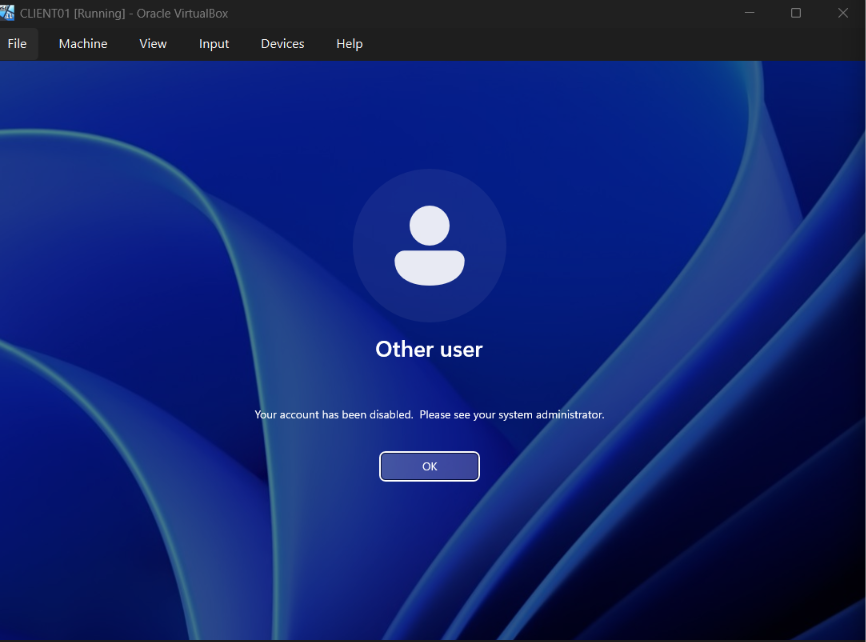 CLIENT01 [Running] - Oracle VirtualBox
File Machine View Input Devices Help
Other user
Your account has been disabled.  Please see your system administrator.
OK